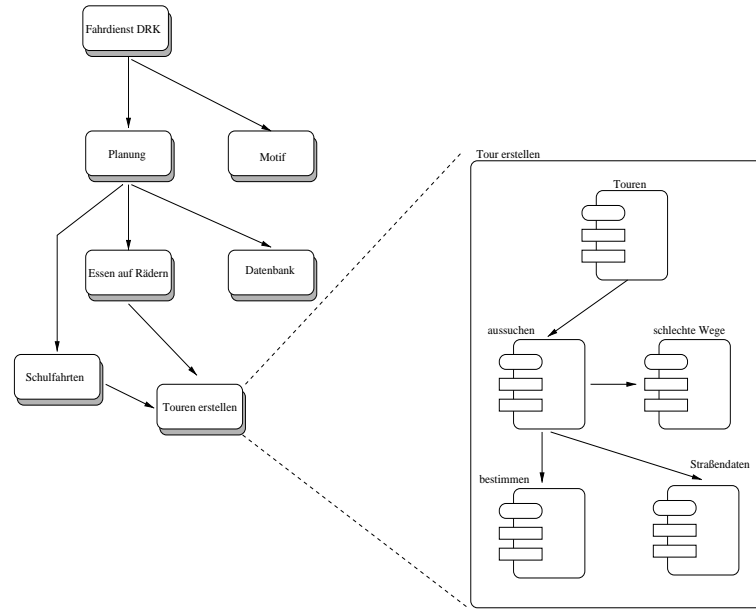 Fahrdienst DRK
Planung
Motif
Essen auf Rädern
Datenbank
Schulfahrten
Touren erstellen
Tour erstellen
Touren
aussuchen
schlechte Wege
bestimmen
Straßendaten